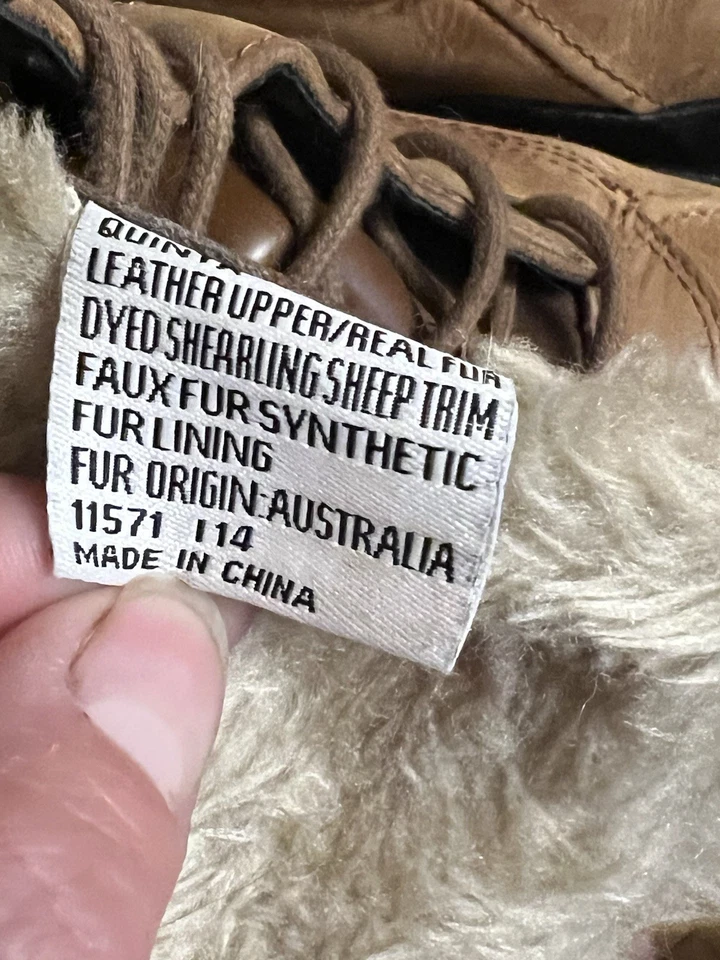 LEATHER UPPER/REAL FUR
DYED SHEARLING SHEEP TRIM
FAUX FUR SYNTHETIC
FUR LINING
FUR ORIGIN:AUSTRALIA
11571 I14
MADE IN CHINA